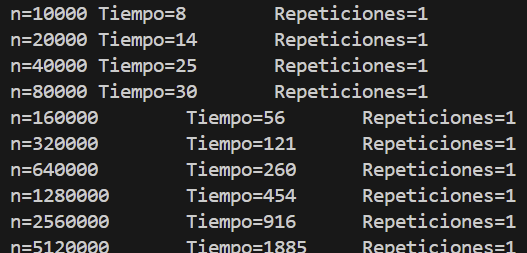 n=10000 Tiempo=8 Repeticiones=1
n=20000 Tiempo=14 Repeticiones=1
n=40000 Tiempo=25 Repeticiones=1
n=80000 Tiempo=30 Repeticiones=1
n=160000 Tiempo=56 Repeticiones=1
n=320000 Tiempo=121 Repeticiones=1
n=640000 Tiempo=260 Repeticiones=1
n=1280000 Tiempo=454 Repeticiones=1
n=2560000 Tiempo=916 Repeticiones=1
n=5120000 Tiempo=1885 Repeticiones=1